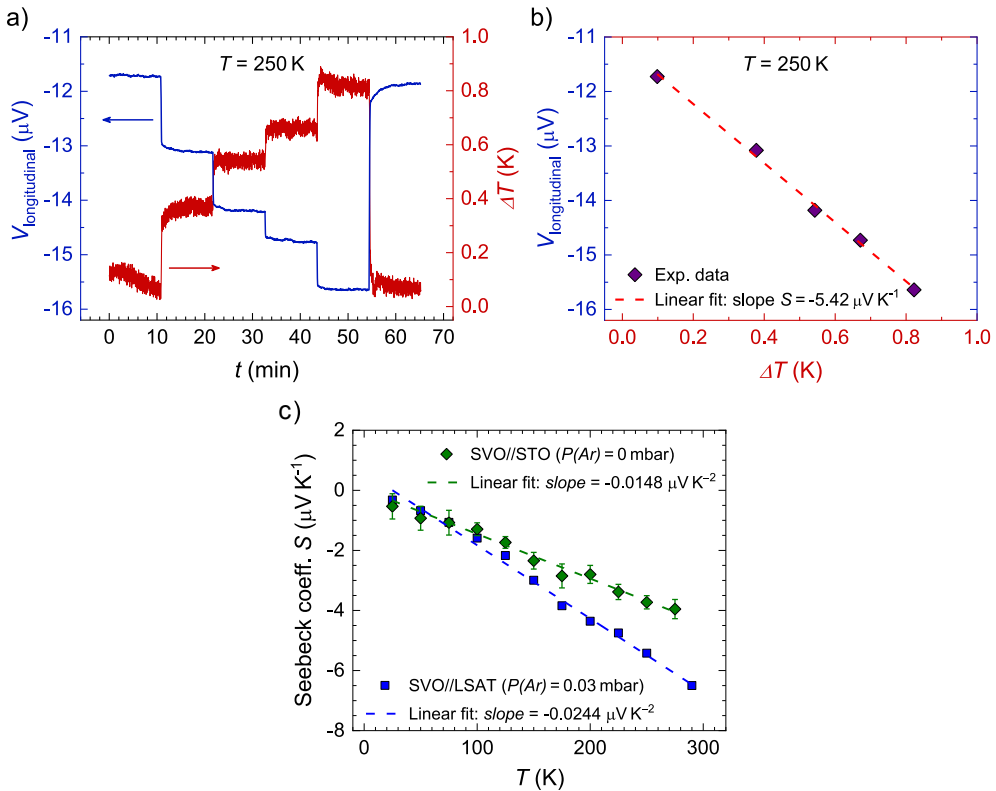 a)
T = 250 K
V_longitudinal (μV)
-11
-12
-13
-14
-15
-16
0 10 20 30 40 50 60 70
t (min)
1.0
0.8
0.6
0.4
0.2
0.0
ΔT (K)
b)
T = 250 K
V_longitudinal (μV)
-11
-12
-13
-14
-15
-16
Exp. data
Linear fit: slope S = -5.42 μV K⁻¹
0.0 0.2 0.4 0.6 0.8 1.0
ΔT (K)
c)
Seebeck coeff. S (μV K⁻¹)
2
0
-2
-4
-6
-8
SVO//STO (P(Ar) = 0 mbar)
Linear fit: slope = -0.0148 μV K⁻²
SVO//LSAT (P(Ar) = 0.03 mbar)
Linear fit: slope = -0.0244 μV K⁻²
0 100 200 300
T (K)